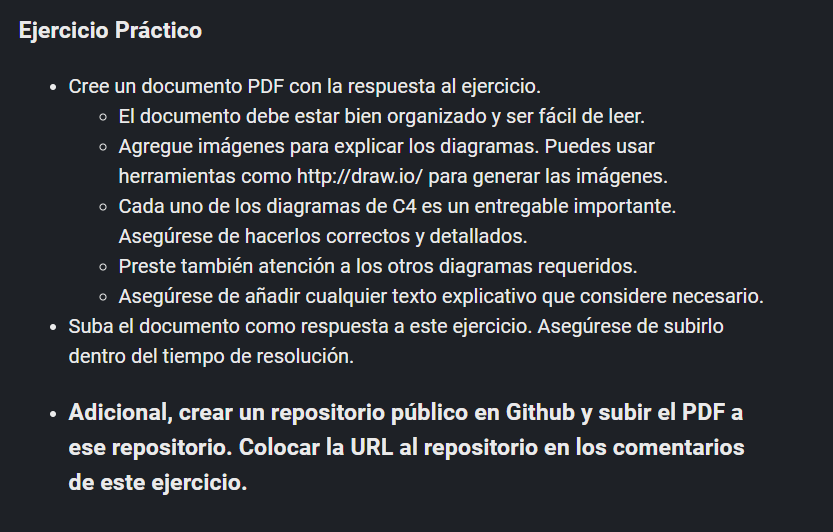 Ejercicio Práctico
• Cree un documento PDF con la respuesta al ejercicio.
◦ El documento debe estar bien organizado y ser fácil de leer.
◦ Agregue imágenes para explicar los diagramas. Puedes usar
herramientas como http://draw.io/ para generar las imágenes.
◦ Cada uno de los diagramas de C4 es un entregable importante.
Asegúrese de hacerlos correctos y detallados.
◦ Preste también atención a los otros diagramas requeridos.
◦ Asegúrese de añadir cualquier texto explicativo que considere necesario.
• Suba el documento como respuesta a este ejercicio. Asegúrese de subirlo
dentro del tiempo de resolución.
• Adicional, crear un repositorio público en Github y subir el PDF a
ese repositorio. Colocar la URL al repositorio en los comentarios
de este ejercicio.